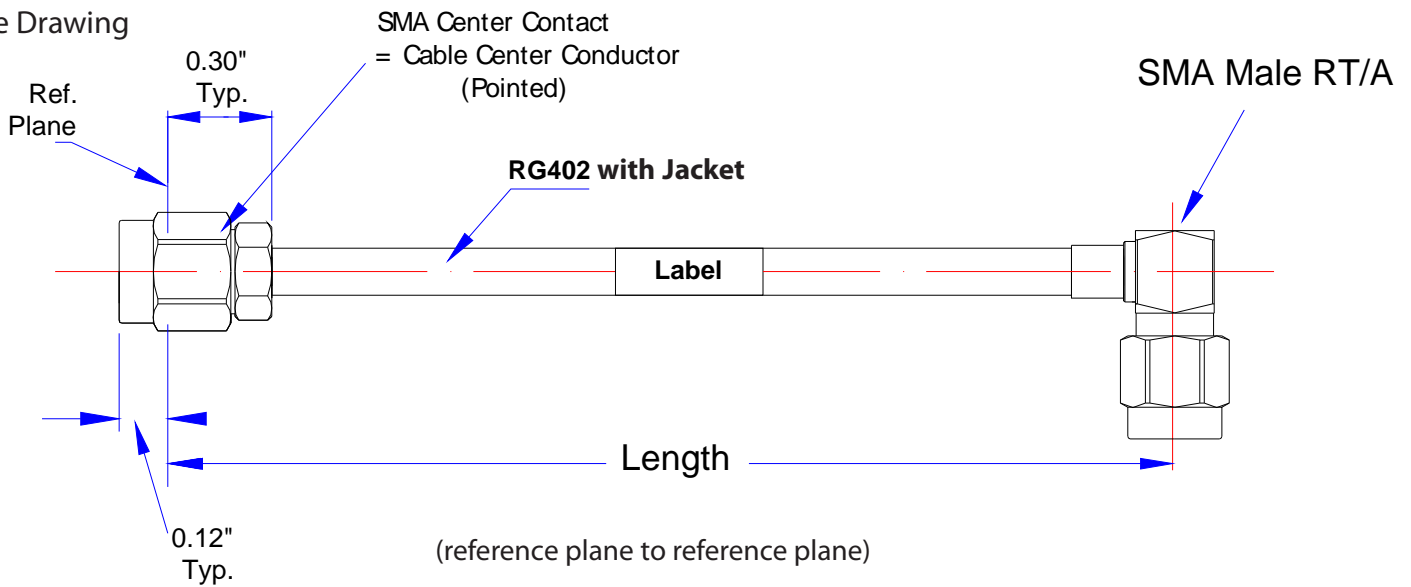 e Drawing
SMA Center Contact
= Cable Center Conductor
(Pointed)
0.30"
Typ.
Ref.
Plane
SMA Male RT/A
RG402 with Jacket
Label
Length
0.12"
Typ.
(reference plane to reference plane)